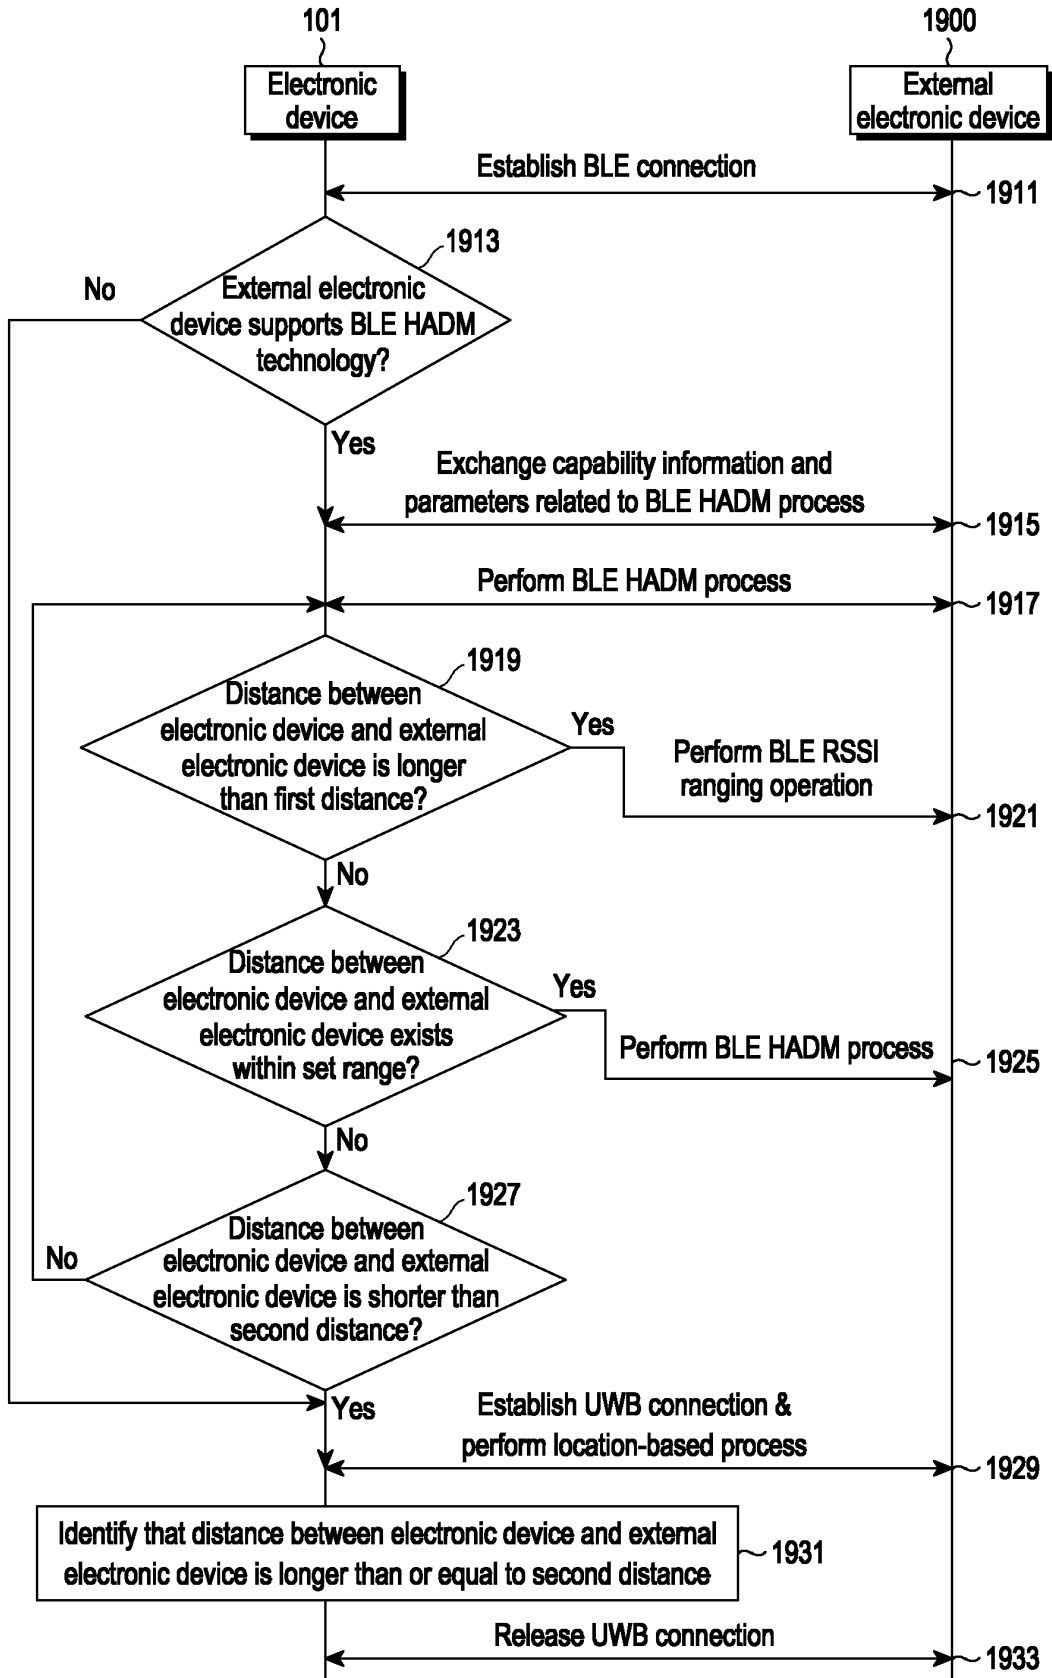 101
1900
Electronic
device
External
electronic device
Establish BLE connection
1911
1913
No
External electronic
device supports BLE HADM
technology?
Yes
Exchange capability information and
parameters related to BLE HADM process
1915
Perform BLE HADM process
1917
1919
Distance between
electronic device and external
electronic device is longer
than first distance?
Yes
Perform BLE RSSI
ranging operation
1921
No
1923
Distance between
electronic device and external
electronic device exists
within set range?
Yes
Perform BLE HADM process
1925
No
1927
Distance between
electronic device and external
electronic device is shorter than
second distance?
No
Yes
Establish UWB connection &
perform location-based process
1929
Identify that distance between electronic device and external
electronic device is longer than or equal to second distance
1931
Release UWB connection
1933